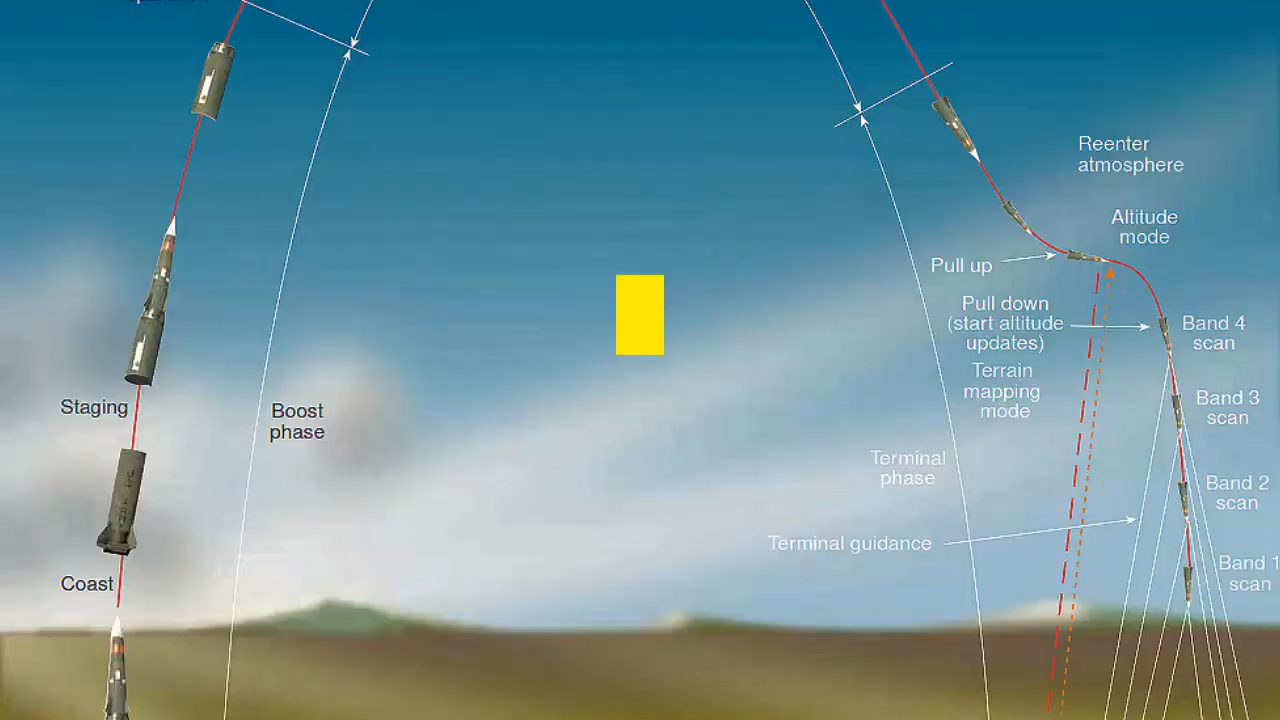 Reenter
atmosphere
Altitude
mode
Pull up
Pull down
(start altitude
updates)
Band 4
scan
Terrain
mapping
mode
Band 3
scan
Staging
Boost
phase
Terminal
phase
Band 2
scan
Terminal guidance
Band 1
scan
Coast